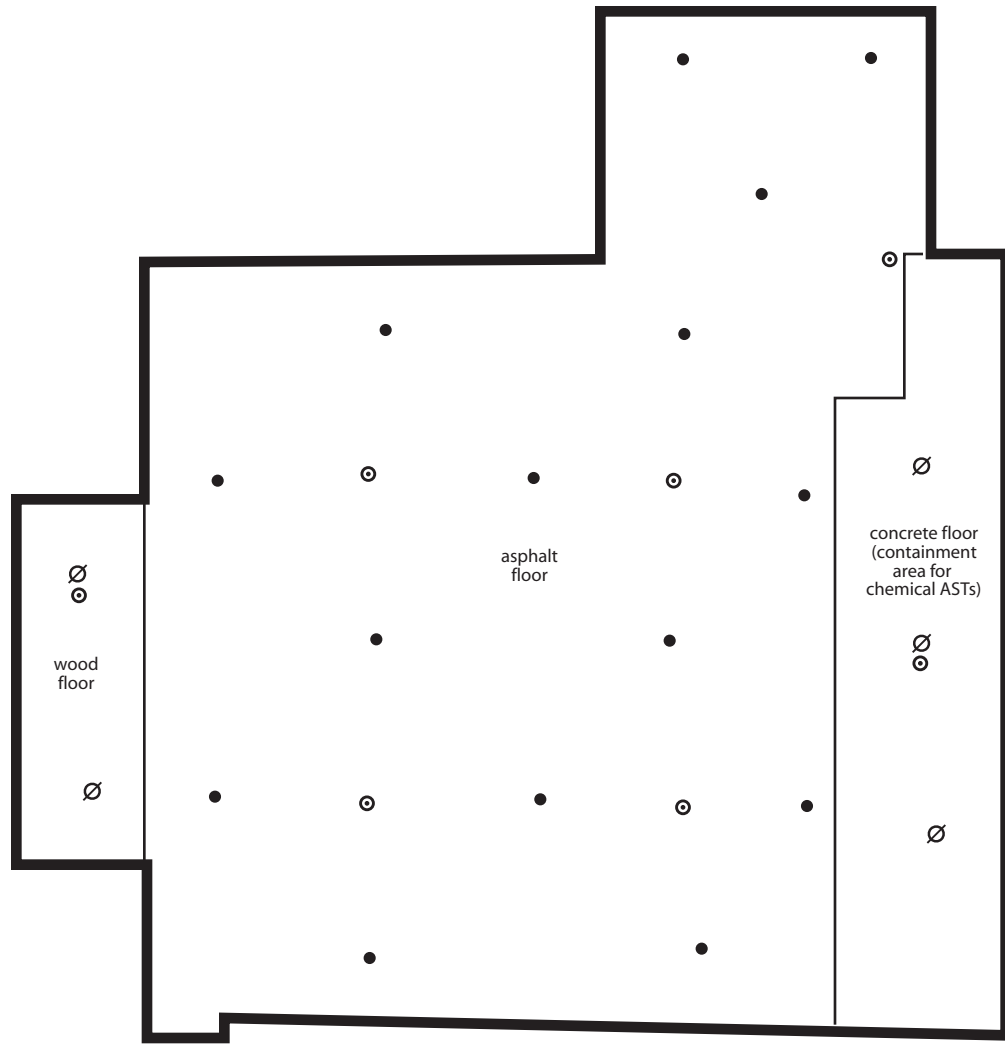 asphalt
floor
concrete floor
(containment
area for
chemical ASTs)
wood
floor